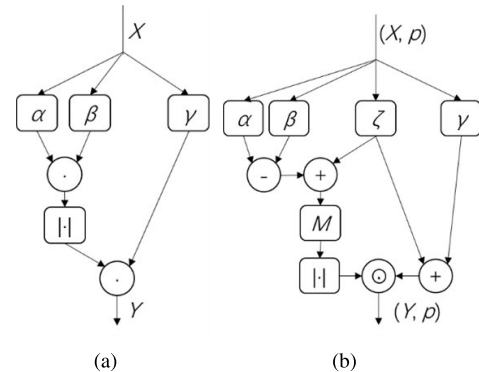 X
(X, p)
α β γ
α β ζ γ
·
- +
|·|
M
·
|·| ⊙ +
Y
(Y, p)
(a) (b)